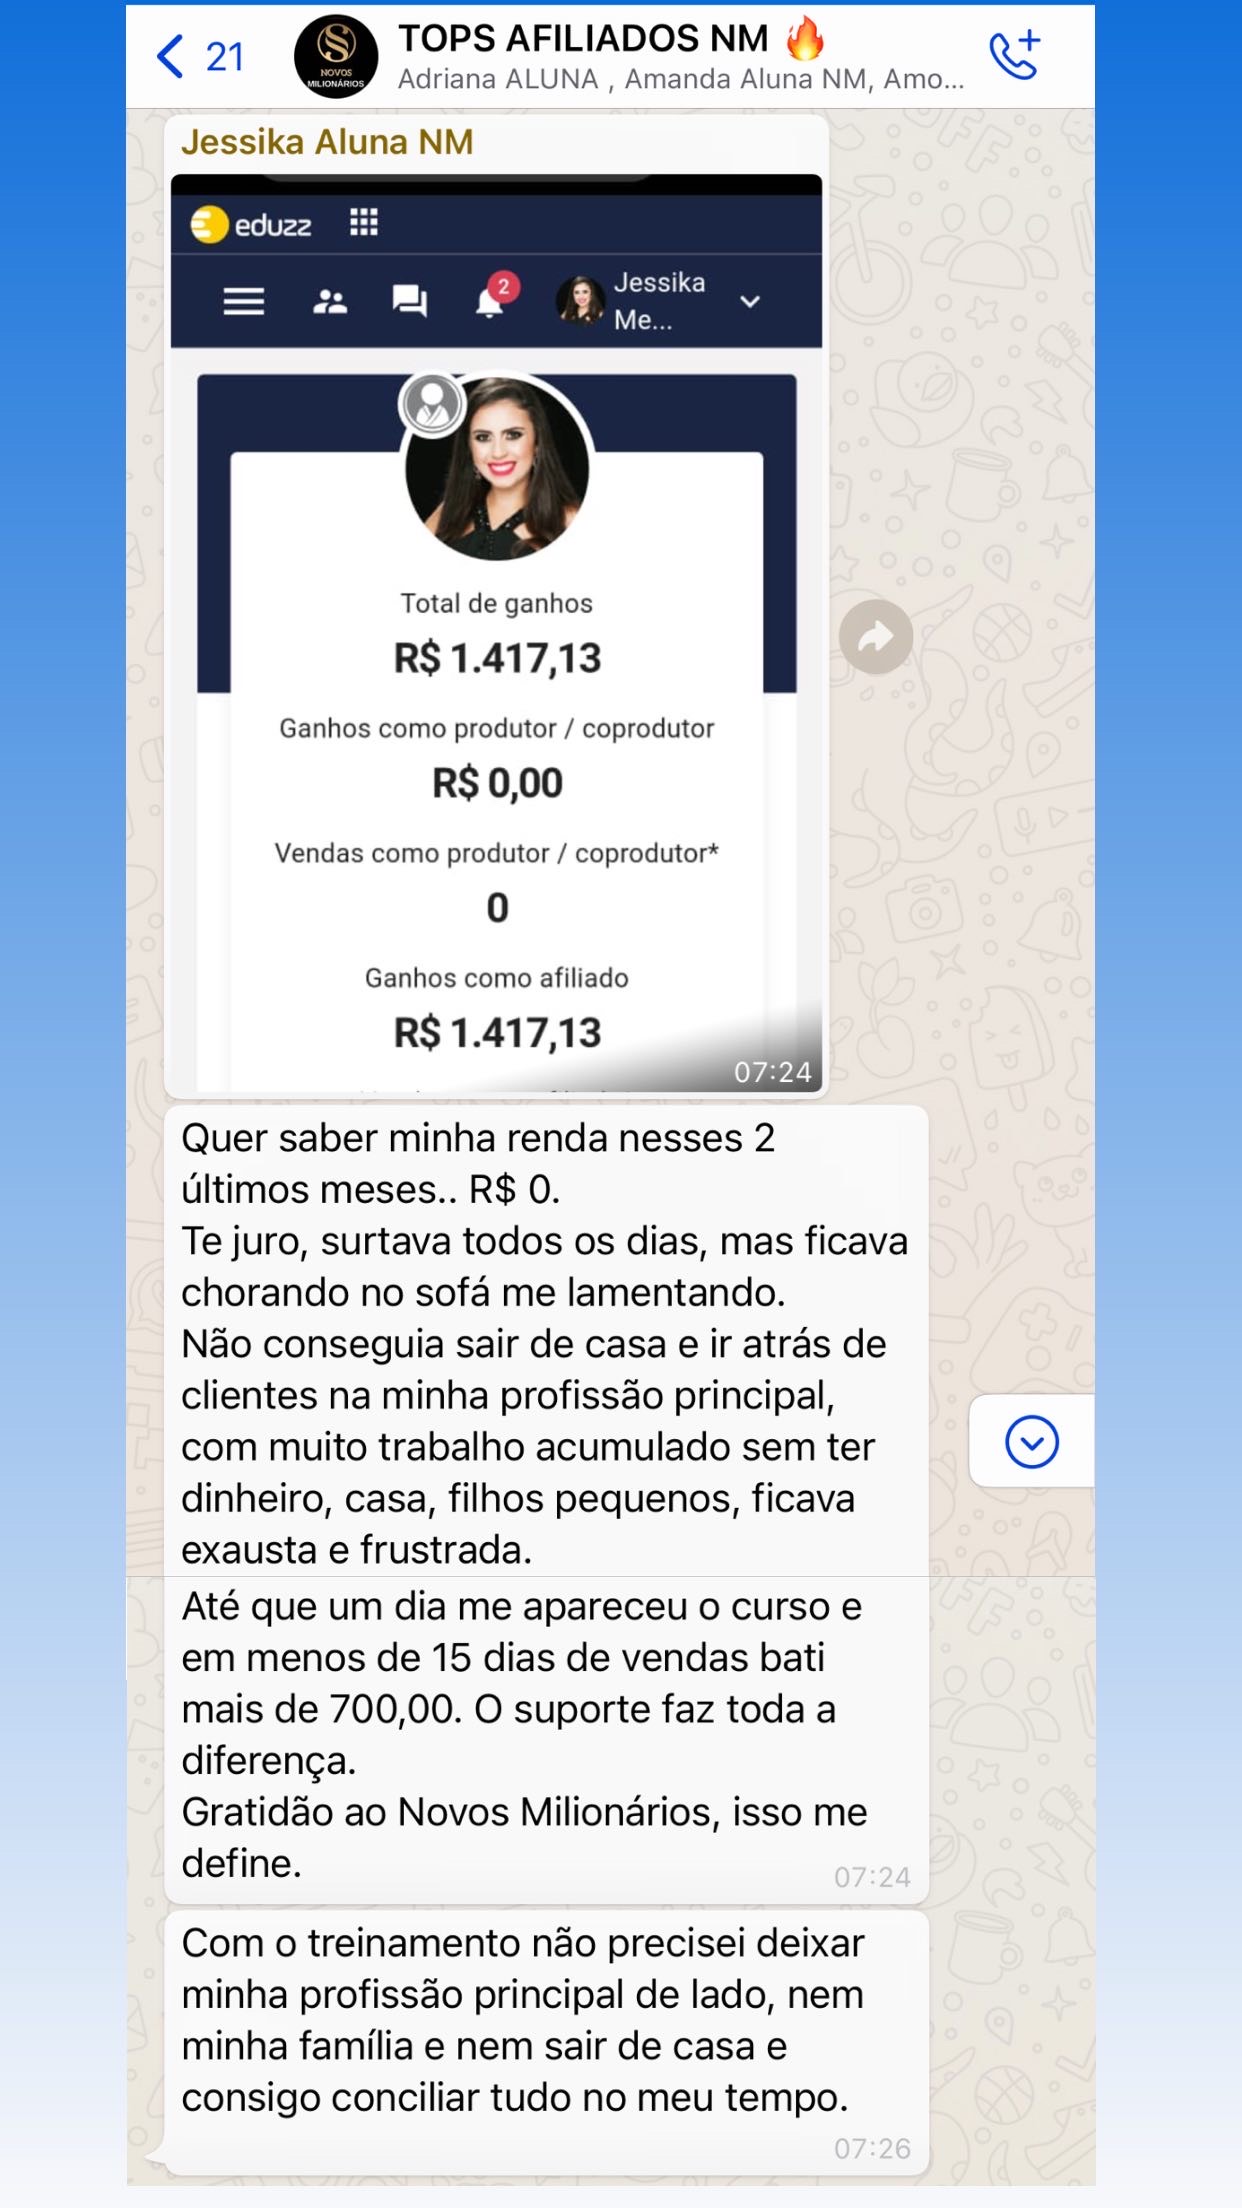 21
TOPS AFILIADOS NM 🔥
NOVOS
MILIONÁRIOS
Adriana ALUNA , Amanda Aluna NM, Amo...
Jessika Aluna NM
eduzz
2
Jessika
Me...
Total de ganhos
R$ 1.417,13
Ganhos como produtor / coprodutor
R$ 0,00
Vendas como produtor / coprodutor*
0
Ganhos como afiliado
R$ 1.417,13
07:24
Quer saber minha renda nesses 2
últimos meses.. R$ 0.
Te juro, surtava todos os dias, mas ficava
chorando no sofá me lamentando.
Não conseguia sair de casa e ir atrás de
clientes na minha profissão principal,
com muito trabalho acumulado sem ter
dinheiro, casa, filhos pequenos, ficava
exausta e frustrada.
Até que um dia me apareceu o curso e
em menos de 15 dias de vendas bati
mais de 700,00. O suporte faz toda a
diferença.
Gratidão ao Novos Milionários, isso me
define.
07:24
Com o treinamento não precisei deixar
minha profissão principal de lado, nem
minha família e nem sair de casa e
consigo conciliar tudo no meu tempo.
07:26